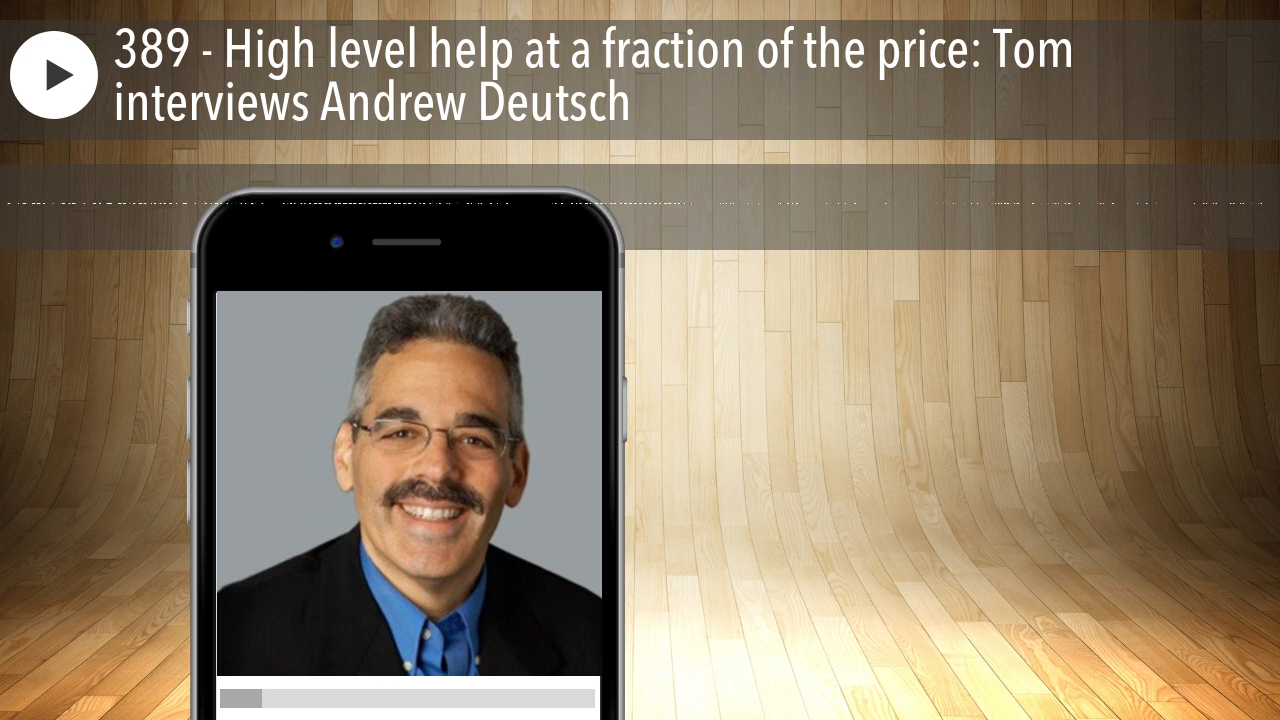 389 - High level help at a fraction of the price: Tom
interviews Andrew Deutsch